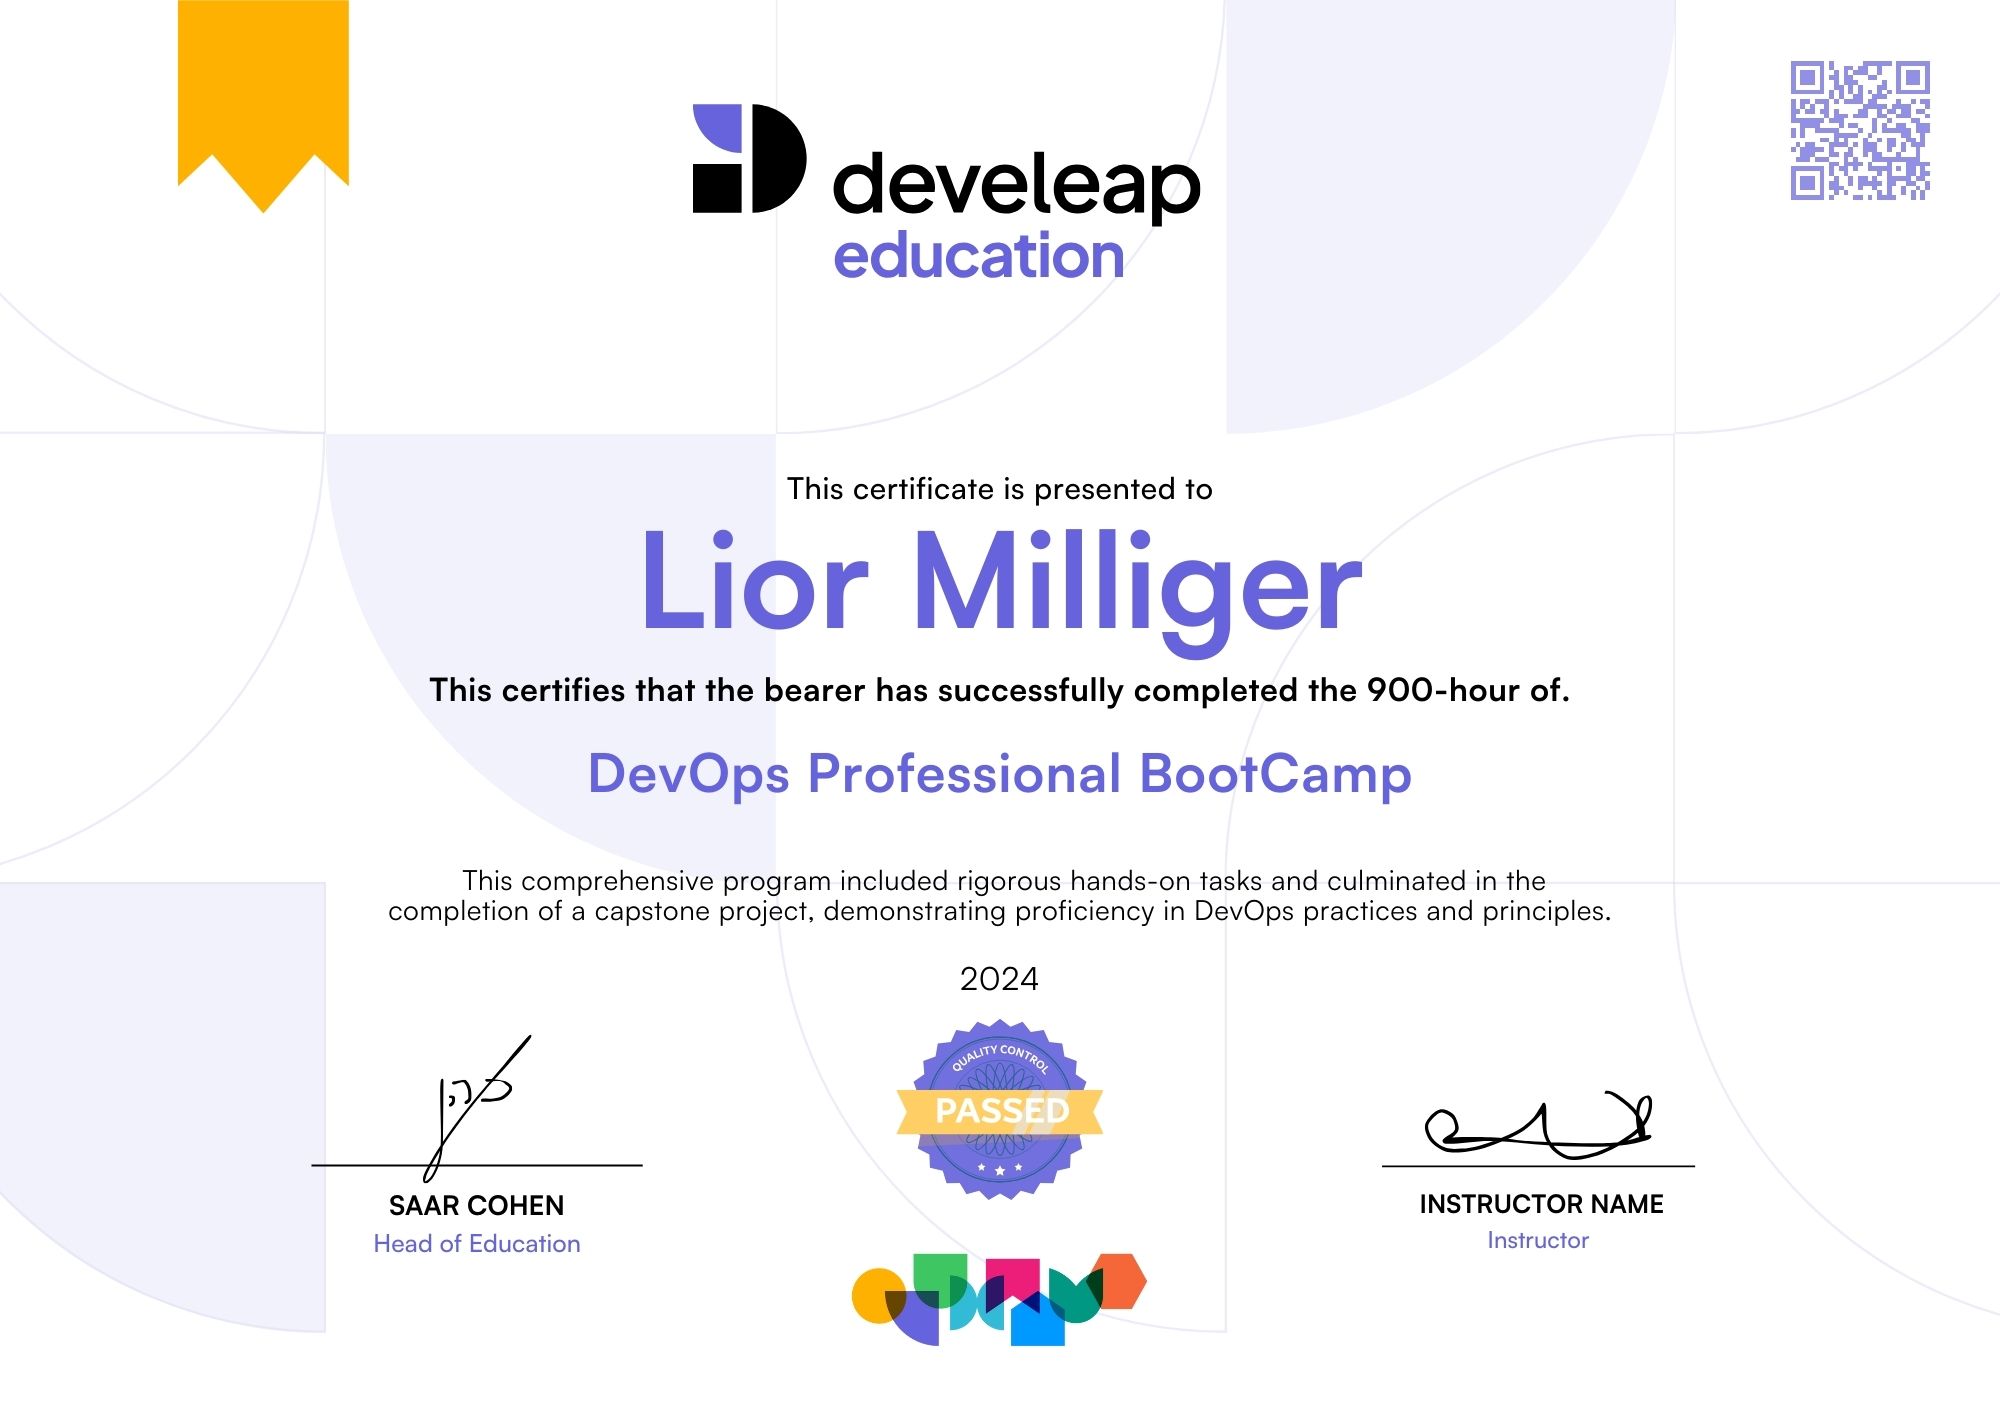 develeap
education
This certificate is presented to
Lior Milliger
This certifies that the bearer has successfully completed the 900-hour of.
DevOps Professional BootCamp
This comprehensive program included rigorous hands-on tasks and culminated in the
completion of a capstone project, demonstrating proficiency in DevOps practices and principles.
2024
QUALITY CONTROL
PASSED
SAAR COHEN
Head of Education
INSTRUCTOR NAME
Instructor